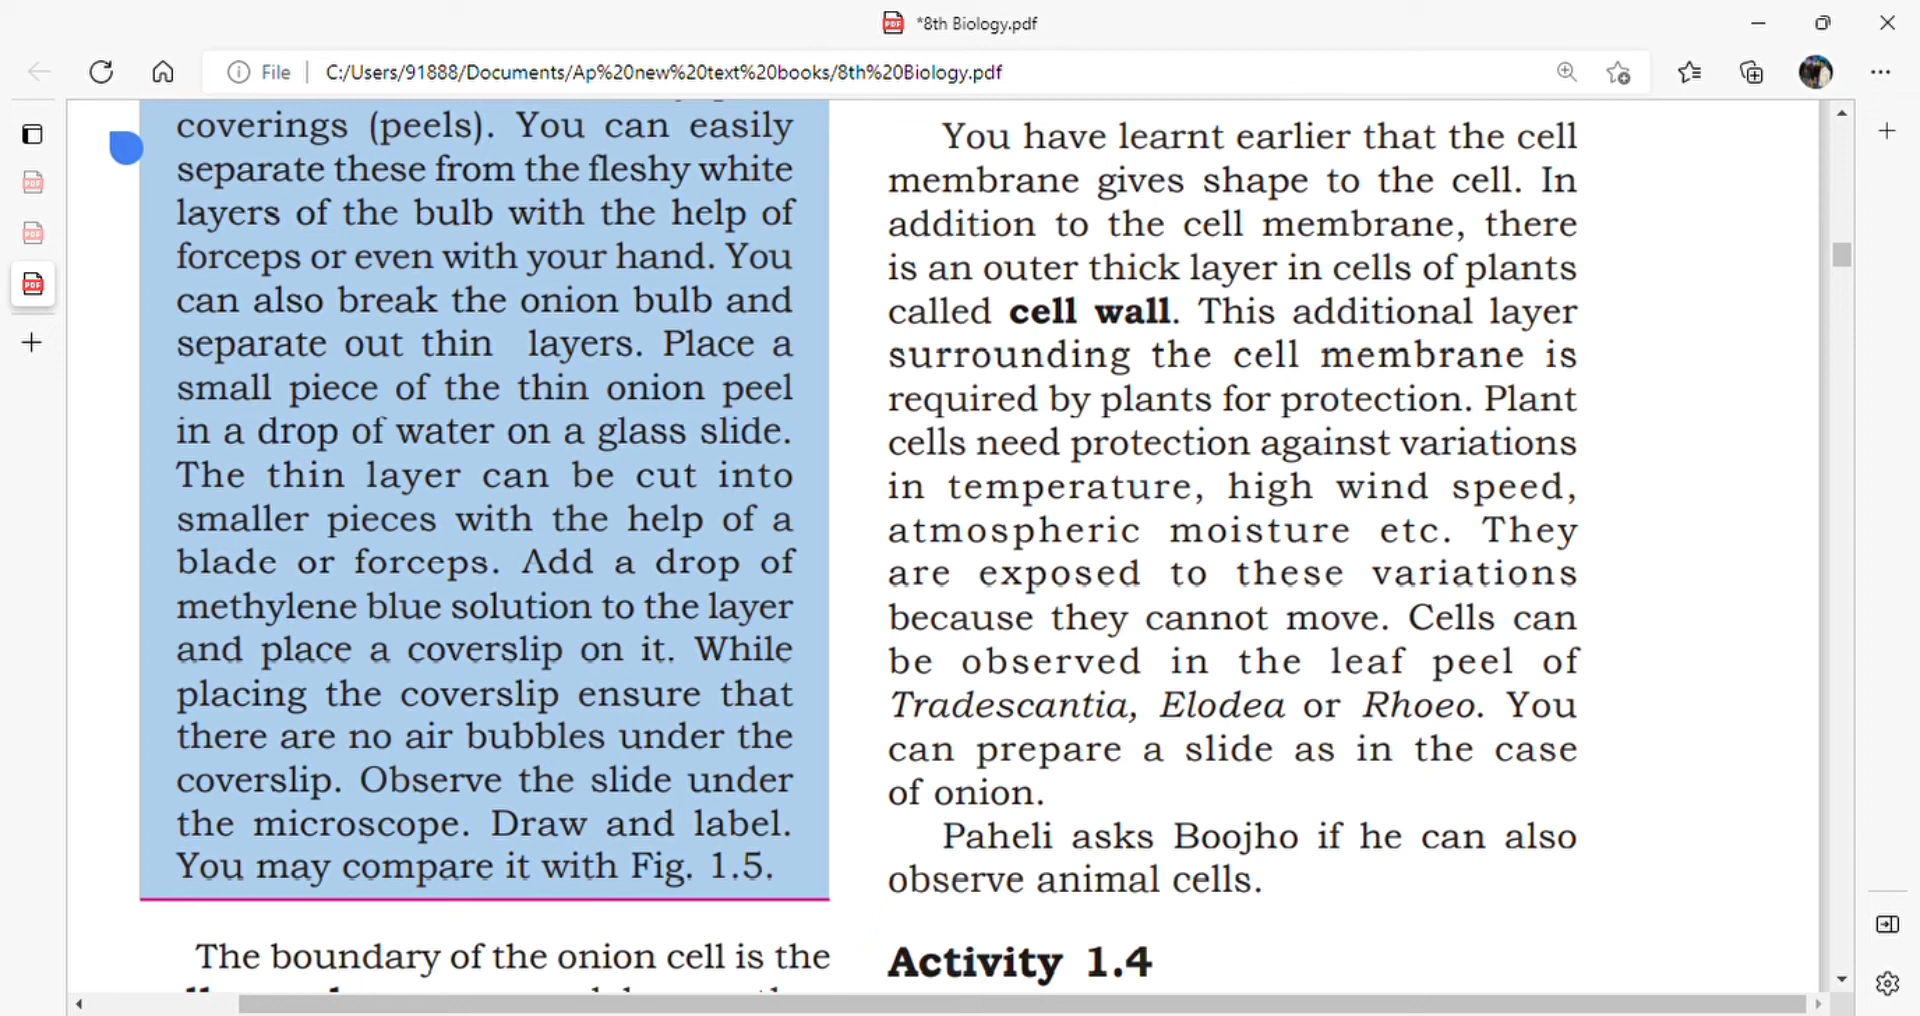 *8th Biology.pdf
File
C:/Users/91888/Documents/Ap%20new%20text%20books/8th%20Biology.pdf
coverings (peels). You can easily
separate these from the fleshy white
layers of the bulb with the help of
forceps or even with your hand. You
can also break the onion bulb and
separate out thin layers. Place a
small piece of the thin onion peel
in a drop of water on a glass slide.
The thin layer can be cut into
smaller pieces with the help of a
blade or forceps. Add a drop of
methylene blue solution to the layer
and place a coverslip on it. While
placing the coverslip ensure that
there are no air bubbles under the
coverslip. Observe the slide under
the microscope. Draw and label.
You may compare it with Fig. 1.5.
The boundary of the onion cell is the
You have learnt earlier that the cell
membrane gives shape to the cell. In
addition to the cell membrane, there
is an outer thick layer in cells of plants
called cell wall. This additional layer
surrounding the cell membrane is
required by plants for protection. Plant
cells need protection against variations
in temperature, high wind speed,
atmospheric moisture etc. They
are exposed to these variations
because they cannot move. Cells can
be observed in the leaf peel of
Tradescantia, Elodea or Rhoeo. You
can prepare a slide as in the case
of onion.
Paheli asks Boojho if he can also
observe animal cells.
Activity 1.4